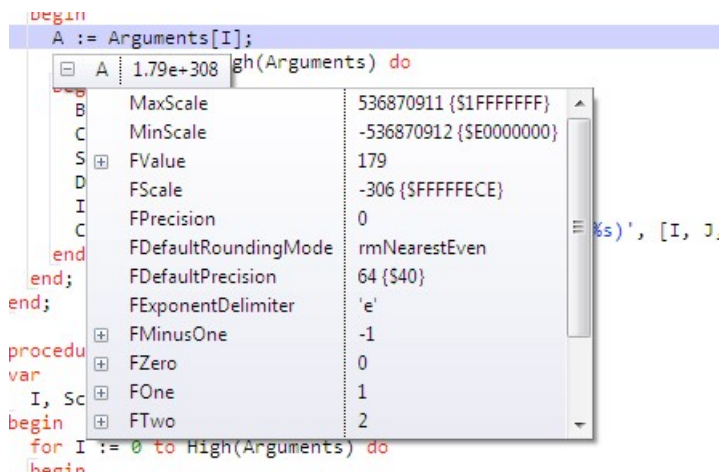 begin
A := Arguments[I];
A 1.79e+308 gh(Arguments) do
MaxScale 536870911 {$1FFFFFFF}
B MinScale -536870912 {$E0000000}
C FValue 179
S FScale -306 {$FFFFFECE}
D FPrecision 0
I FDefaultRoundingMode rmNearestEven
C FDefaultPrecision 64 {$40} %s)', [I, J,
end FExponentDelimiter 'e'
end; FMinusOne -1
end; FZero 0
procedu FOne 1
var FTwo 2
I, Sc
begin
for I := 0 to High(Arguments) do
begin